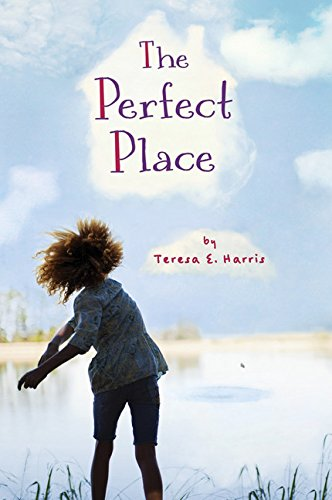 The
Perfect
Place
by
Teresa E. Harris